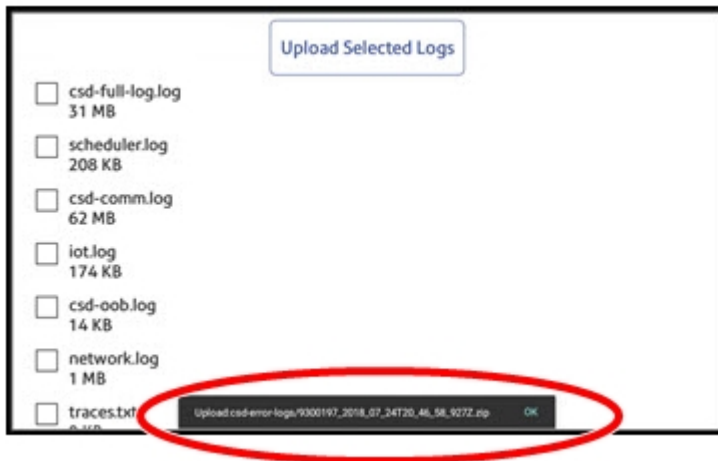 Upload Selected Logs
csd-full-log.log
31 MB
scheduler.log
208 KB
csd-comm.log
62 MB
iot.log
174 KB
csd-oob.log
14 KB
network.log
1 MB
traces.txt
Upload:csd-error-logs/9300197_2018_07_24T20_46_58_927Z.zip OK